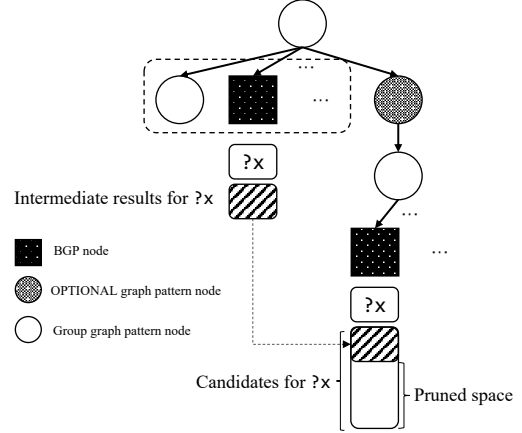 ...
...
?x
Intermediate results for ?x
...
BGP node
...
OPTIONAL graph pattern node
?x
Group graph pattern node
Candidates for ?x
Pruned space